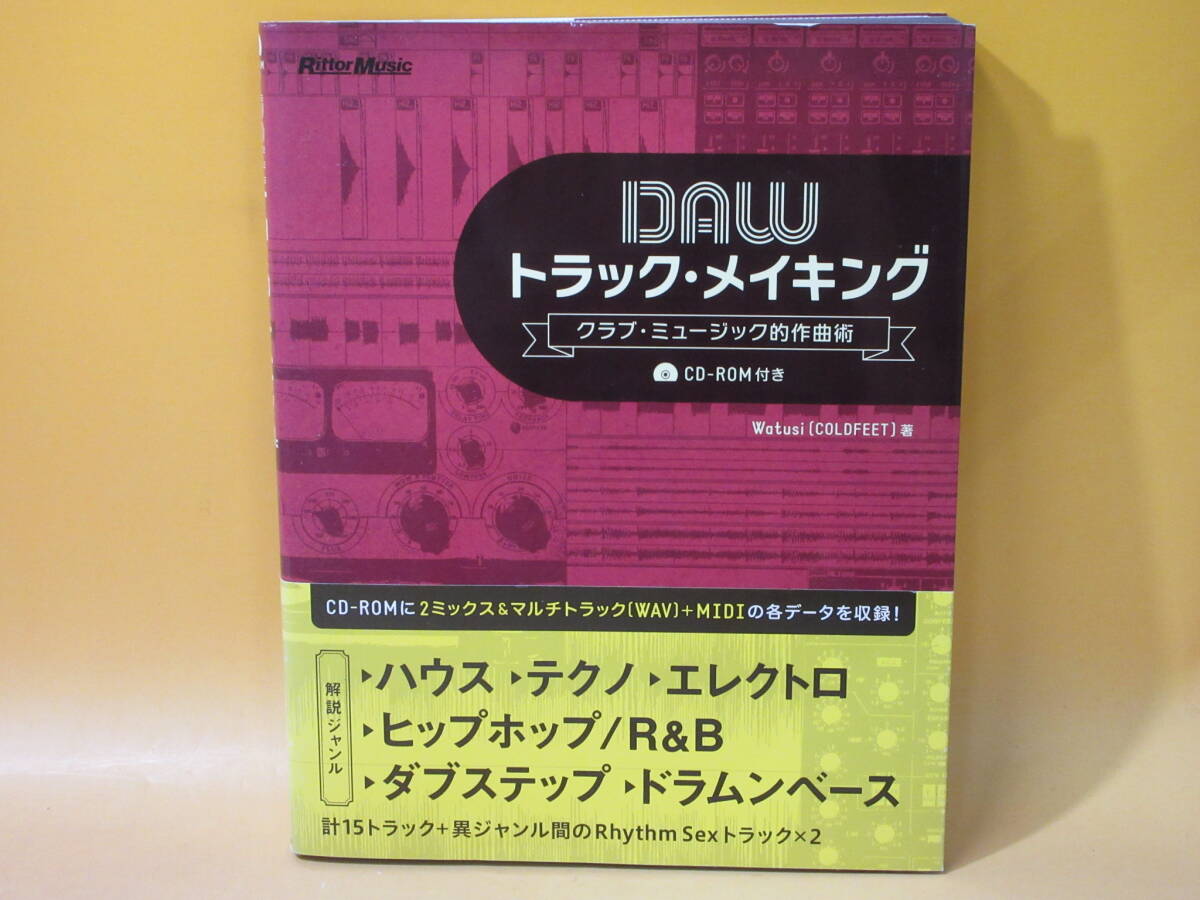 Rittor Music
DAW
トラック・メイキング
クラブ・ミュージック的作曲術
CD-ROM付き
Watusi(COLDFEET)著
CD-ROMに2ミックス&マルチトラック(WAV)+MIDIの各データを収録!
解説ジャンル
▶ハウス ▶テクノ ▶エレクトロ
▶ヒップホップ/R&B
▶ダブステップ ▶ドラムンベース
計15トラック+異ジャンル間のRhythm Sexトラック×2